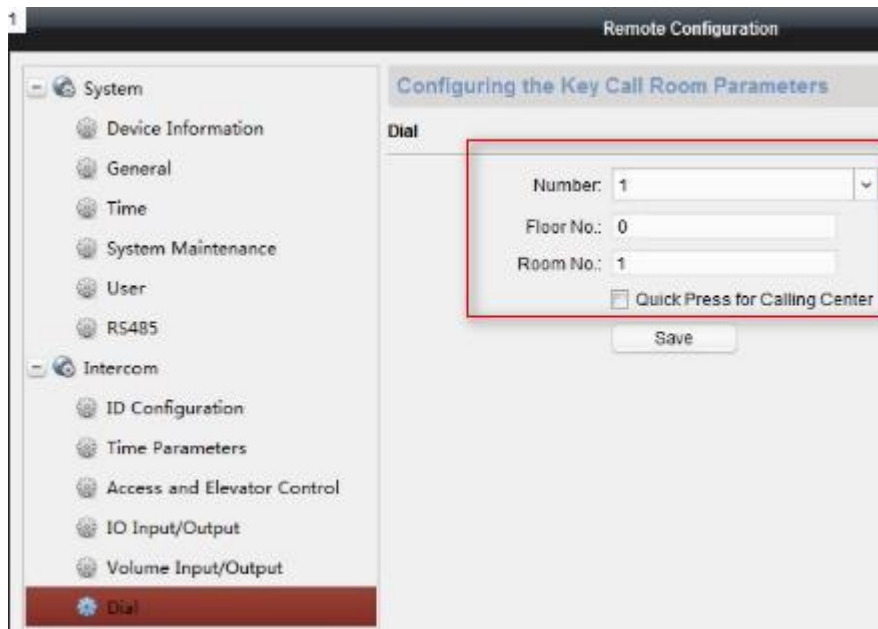 1
Remote Configuration
System
Device Information
General
Time
System Maintenance
User
RS485
Intercom
ID Configuration
Time Parameters
Access and Elevator Control
IO Input/Output
Volume Input/Output
Dial
Configuring the Key Call Room Parameters
Dial
Number: 1
Floor No.: 0
Room No.: 1
Quick Press for Calling Center
Save